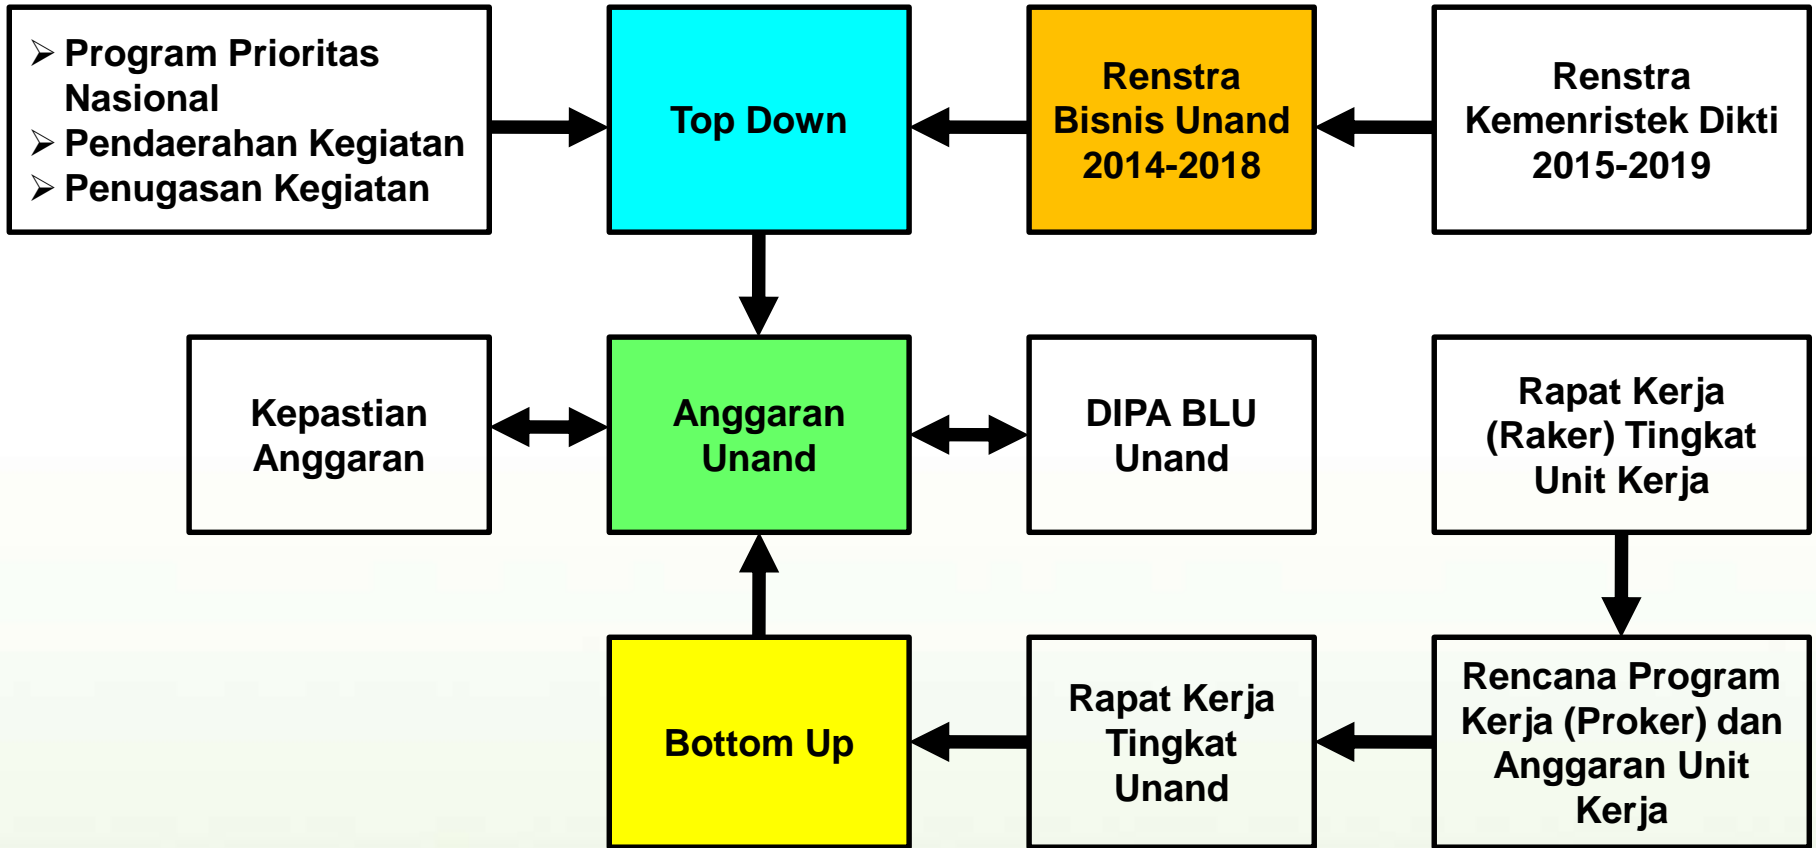 ➢ Program Prioritas
Nasional
➢ Pendaerahan Kegiatan
➢ Penugasan Kegiatan
Top Down
Renstra
Bisnis Unand
2014-2018
Renstra
Kemenristek Dikti
2015-2019
Kepastian
Anggaran
Anggaran
Unand
DIPA BLU
Unand
Rapat Kerja
(Raker) Tingkat
Unit Kerja
Bottom Up
Rapat Kerja
Tingkat
Unand
Rencana Program
Kerja (Proker) dan
Anggaran Unit
Kerja